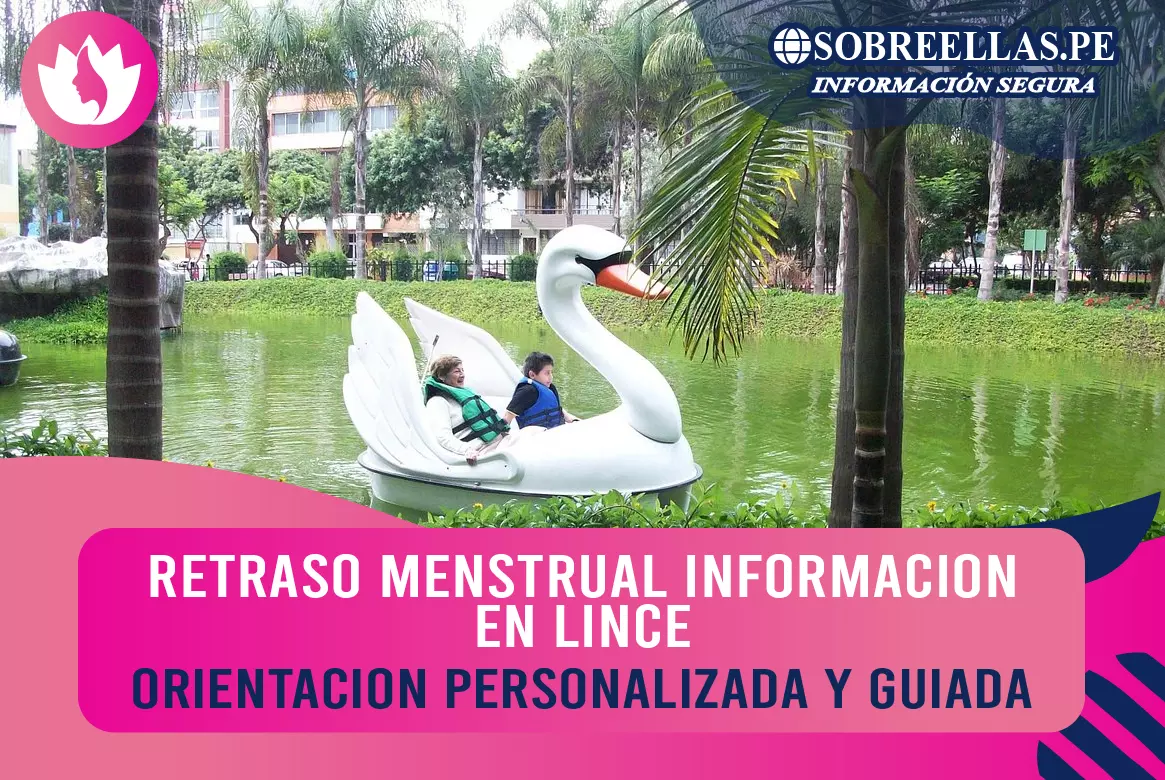 SOBREELLAS.PE
INFORMACIÓN SEGURA
RETRASO MENSTRUAL INFORMACION
EN LINCE
ORIENTACION PERSONALIZADA Y GUIADA